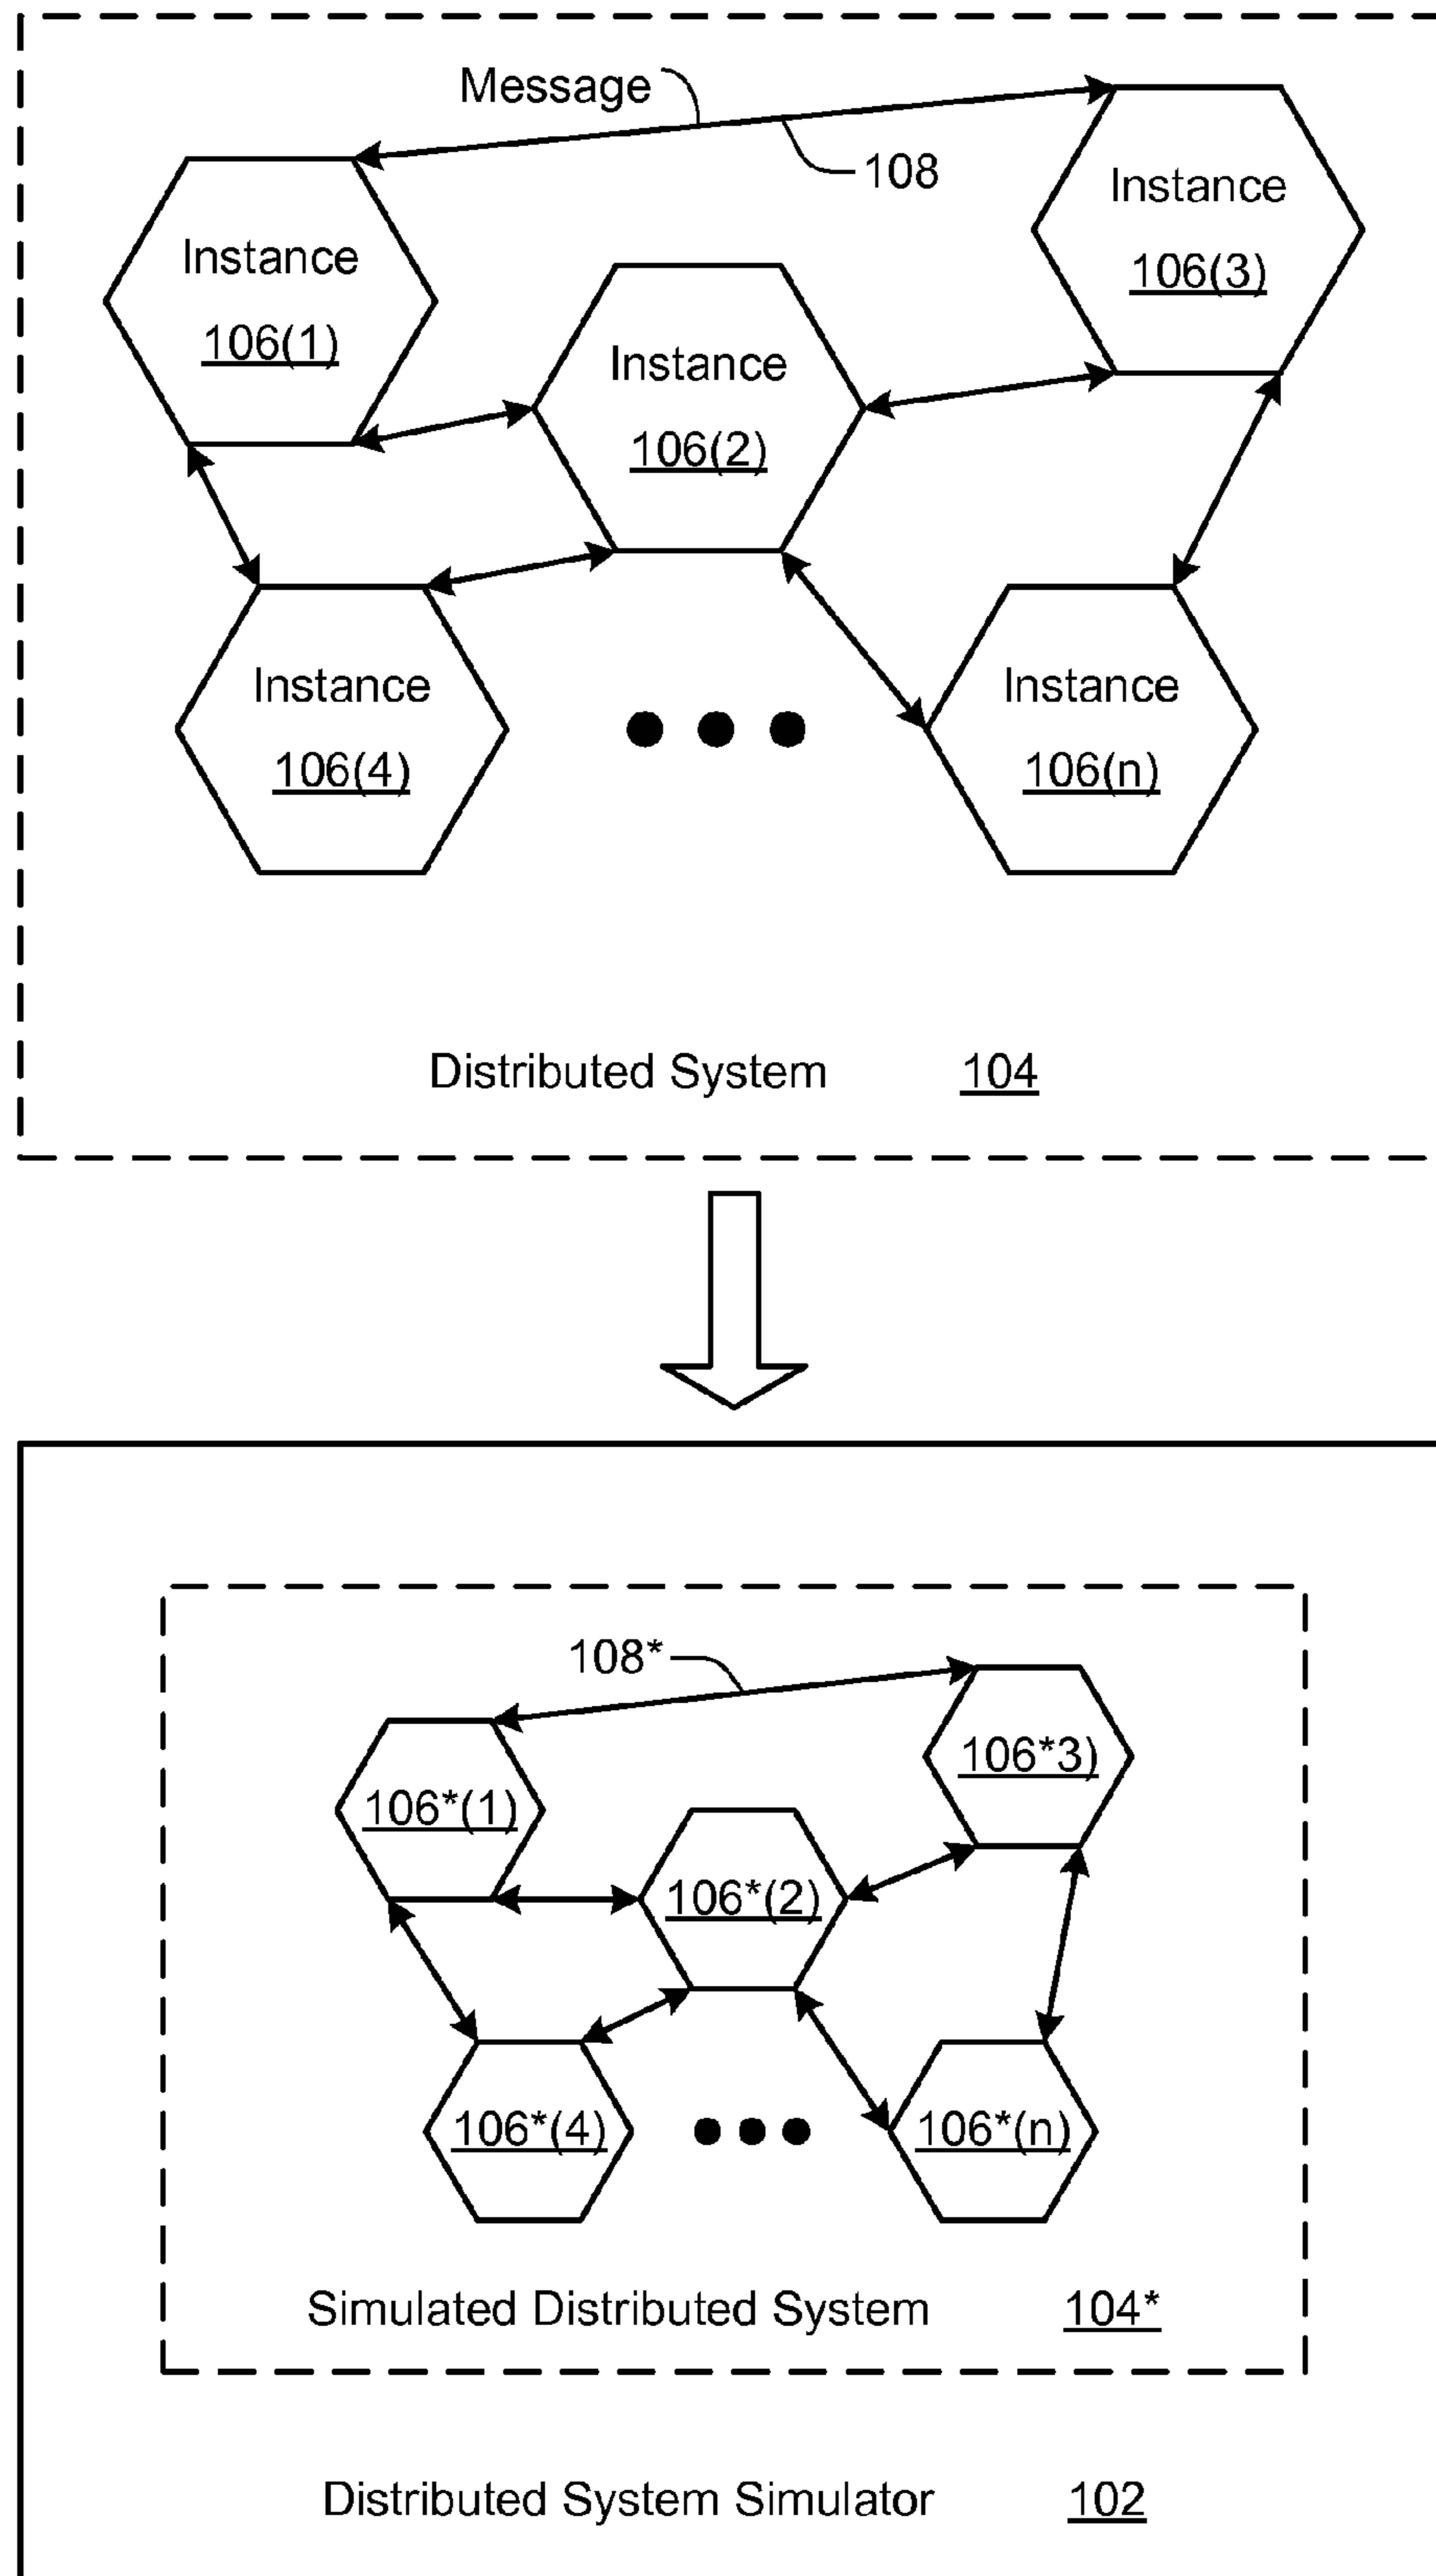 Message
108
Instance
106(1)
Instance
106(3)
Instance
106(2)
Instance
106(4)
Instance
106(n)
Distributed System 104
108*
106*(1)
106*3)
106*(2)
106*(4)
106*(n)
Simulated Distributed System 104*
Distributed System Simulator 102